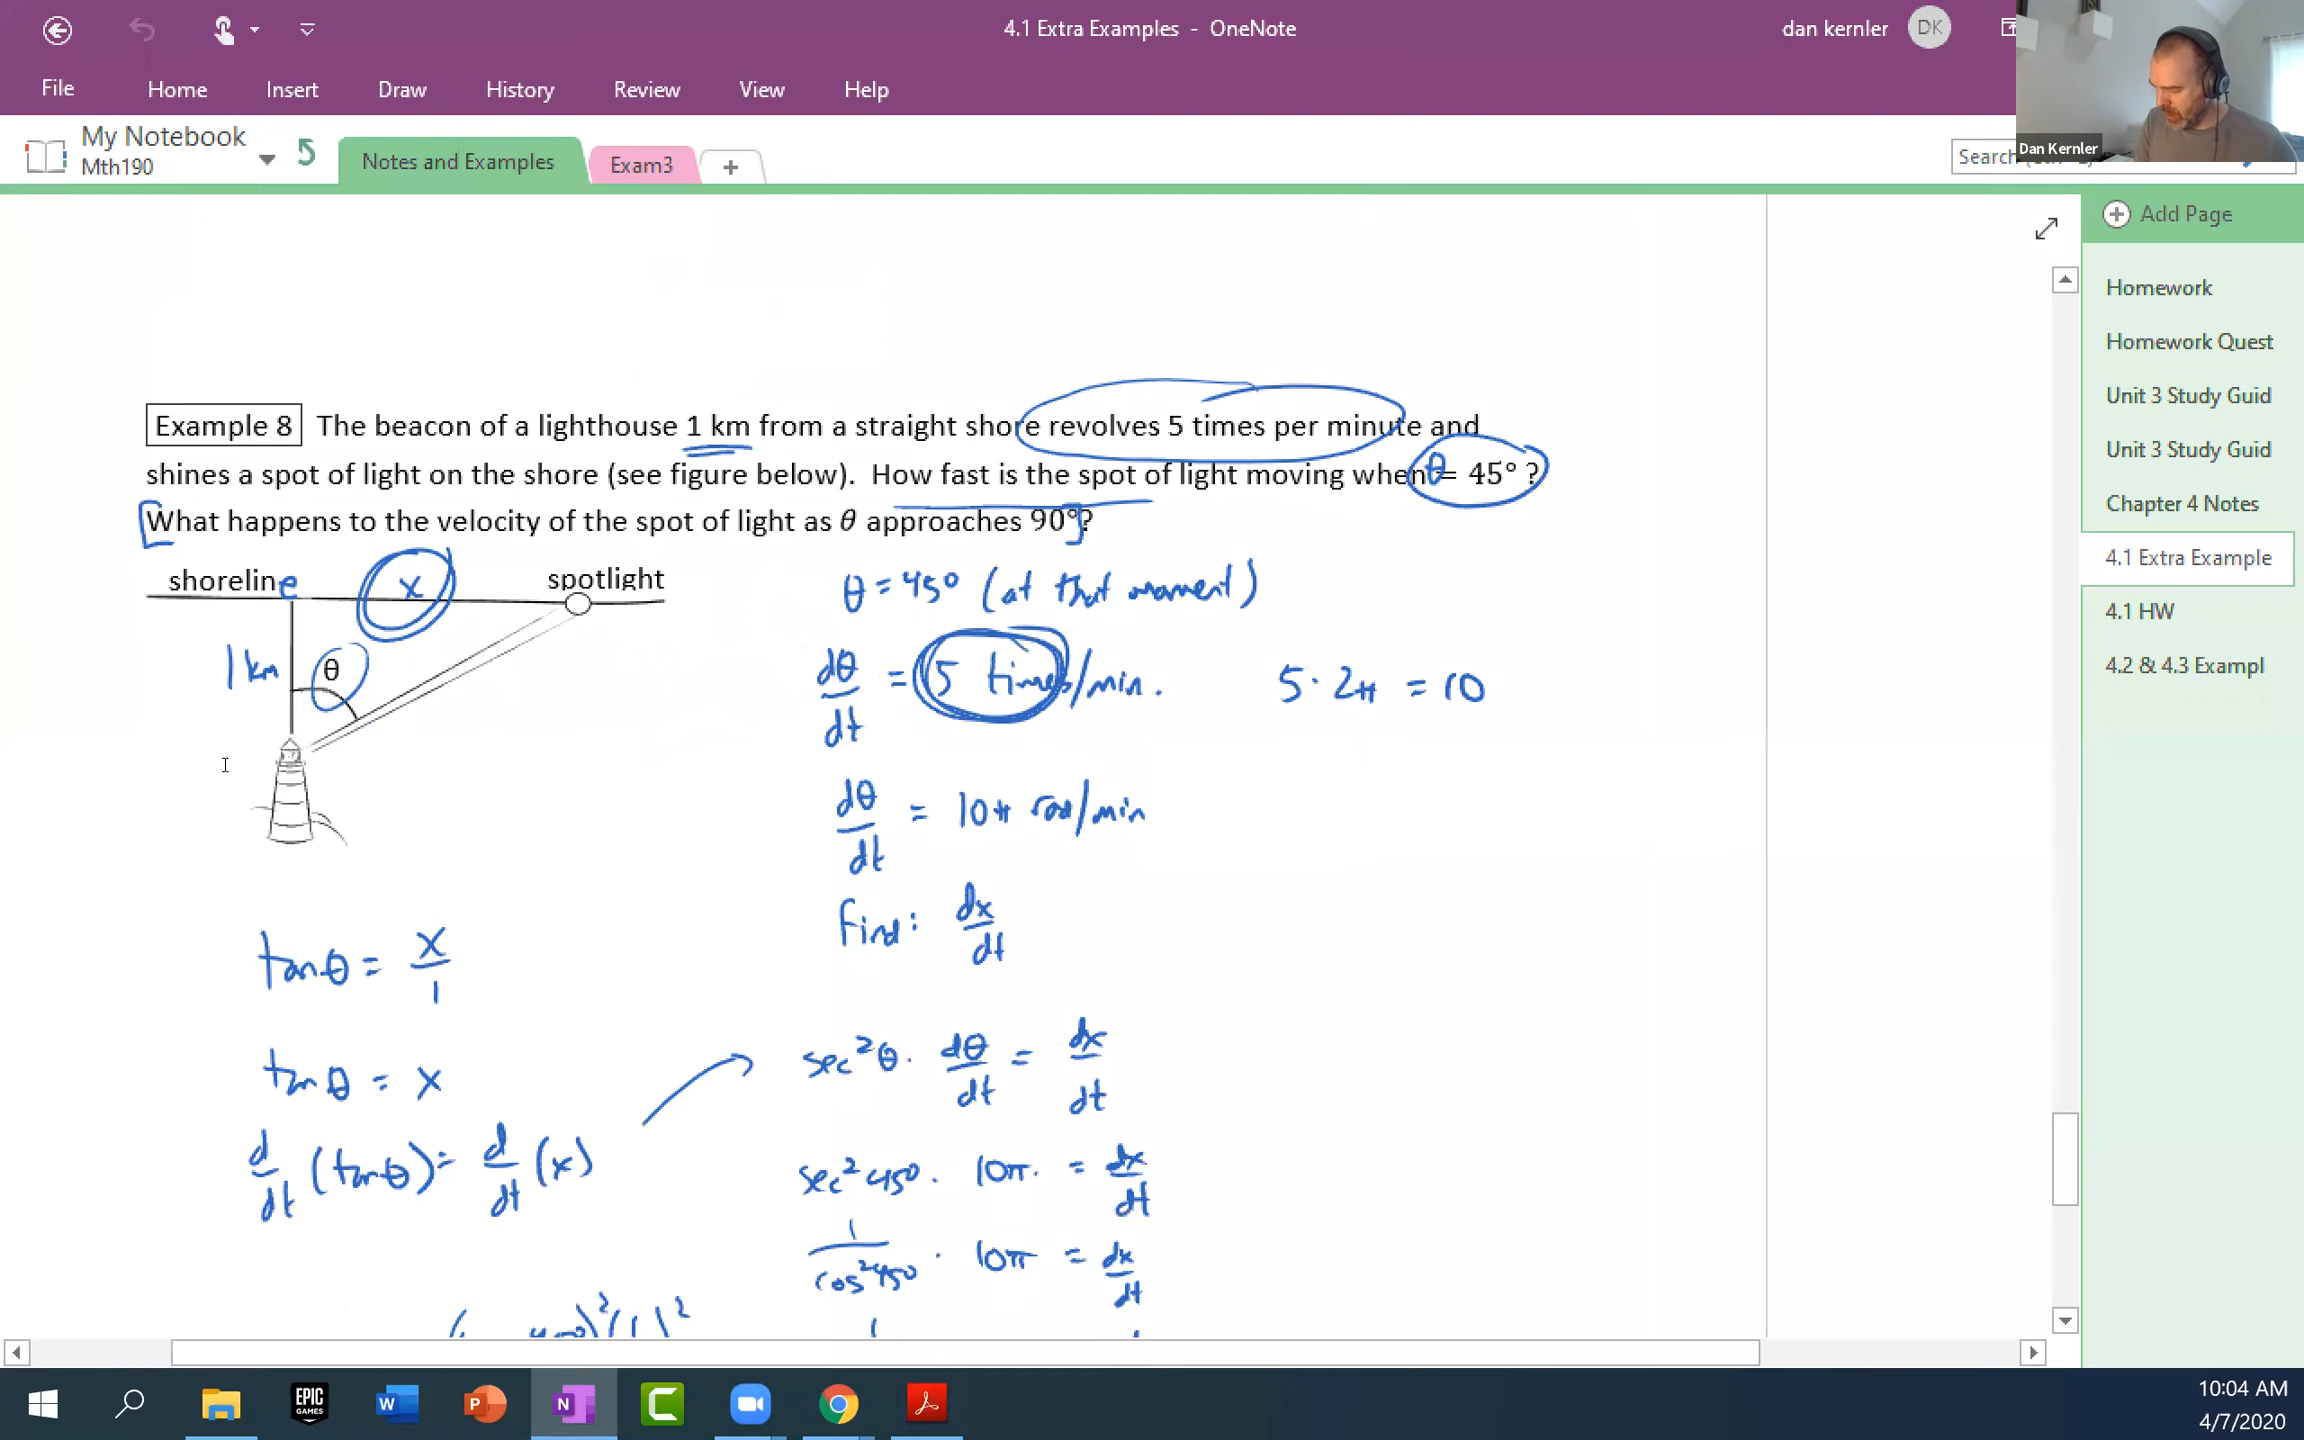 4.1 Extra Examples - OneNote
dan kernler DK
File Home Insert Draw History Review View Help
Dan Kernler
My Notebook
Mth190
Notes and Examples Exam3 +
Search
Add Page
Homework
Homework Quest
Unit 3 Study Guid
Unit 3 Study Guid
Chapter 4 Notes
4.1 Extra Example
4.1 HW
4.2 & 4.3 Exampl
Example 8 The beacon of a lighthouse 1 km from a straight shore revolves 5 times per minute and
shines a spot of light on the shore (see figure below). How fast is the spot of light moving when θ = 45° ?
What happens to the velocity of the spot of light as θ approaches 90°?
shoreline x spotlight
1 km θ
θ = 45° (at that moment)
dθ/dt = 5 times/min. 5 · 2π = 10
dθ/dt = 10π rad/min
Find: dx/dt
tanθ = x/1
tanθ = x
d/dt (tanθ) = d/dt (x)
sec²θ · dθ/dt = dx/dt
sec²45° · 10π = dx/dt
1/cos²45° · 10π = dx/dt
EPIC GAMES
10:04 AM
4/7/2020